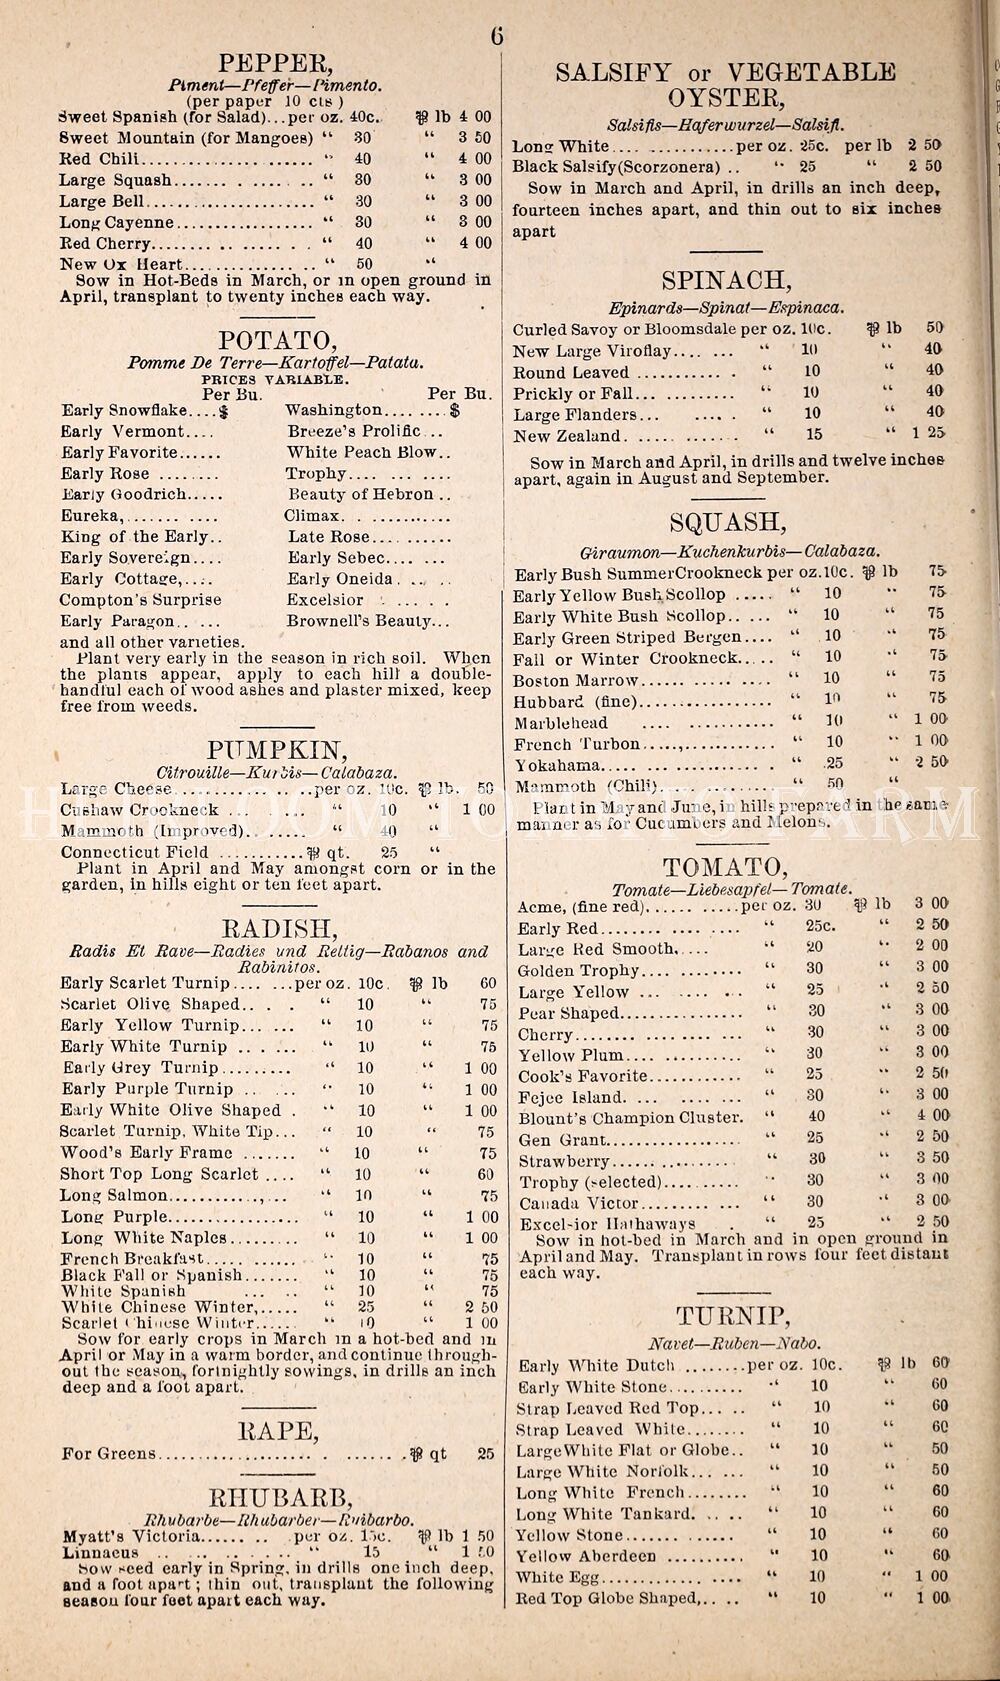 6
PEPPER,
Piment—Pfeffer—Pimento.
(per paper 10 cts)
Sweet Spanish (for Salad)...per oz. 40c. ⅌ lb 4 00
Sweet Mountain (for Mangoes) “ 30 “ 3 50
Red Chili.................... “ 40 “ 4 00
Large Squash.................... “ 30 “ 3 00
Large Bell.................... “ 30 “ 3 00
Long Cayenne.................... “ 30 “ 3 00
Red Cherry.................... “ 40 “ 4 00
New Ox Heart.................... “ 50 “
Sow in Hot-Beds in March, or in open ground in
April, transplant to twenty inches each way.
POTATO,
Pomme De Terre—Kartoffel—Patata.
PRICES VARIABLE.
Per Bu. Per Bu.
Early Snowflake....$ Washington........$
Early Vermont.... Breeze's Prolific...
Early Favorite...... White Peach Blow..
Early Rose ........ Trophy.............
Early Goodrich..... Beauty of Hebron ..
Eureka,.......... Climax.............
King of the Early.. Late Rose............
Early Sovereign.... Early Sebec........
Early Cottage,..... Early Oneida.......
Compton's Surprise Excelsior ......
Early Paragon..... Brownell's Beauty...
and all other varieties.
Plant very early in the season in rich soil. When
the plants appear, apply to each hill a double-
handful each of wood ashes and plaster mixed, keep
free from weeds.
PUMPKIN,
Citrouille—Kurbis—Calabaza.
Large Cheese....................per oz. 10c. ⅌ lb. 50
Cushaw Crookneck ........ “ 10 “ 1 00
Mammoth (Improved)........ “ 40 “
Connecticut Field ............⅌ qt. 25 “
Plant in April and May amongst corn or in the
garden, in hills eight or ten feet apart.
RADISH,
Radis Et Rave—Radies und Rettig—Rabanos and
Rabinitos.
Early Scarlet Turnip.......per oz. 10c. ⅌ lb 60
Scarlet Olive Shaped..... “ 10 “ 75
Early Yellow Turnip...... “ 10 “ 75
Early White Turnip ...... “ 10 “ 75
Early Grey Turnip......... “ 10 “ 1 00
Early Purple Turnip ..... “ 10 “ 1 00
Early White Olive Shaped . “ 10 “ 1 00
Scarlet Turnip, White Tip... “ 10 “ 75
Wood's Early Frame ....... “ 10 “ 75
Short Top Long Scarlet .... “ 10 “ 60
Long Salmon............... “ 10 “ 75
Long Purple................ “ 10 “ 1 00
Long White Naples......... “ 10 “ 1 00
French Breakfast............ “ 10 “ 75
Black Fall or Spanish....... “ 10 “ 75
White Spanish ..... “ 10 “ 75
White Chinese Winter,..... “ 25 “ 2 50
Scarlet Chinese Winter..... “ 10 “ 1 00
Sow for early crops in March in a hot-bed and in
April or May in a warm border, and continue through-
out the season, fortnightly sowings, in drills an inch
deep and a foot apart.
RAPE,
For Greens..............................⅌ qt 25
RHUBARB,
Rhubarbe—Rhubarber—Ruibarbo.
Myatt's Victoria............per oz. 15c. ⅌ lb 1 50
Linnaeus ............ “ 15 “ 1 50
Sow seed early in Spring, in drills one inch deep,
and a foot apart; thin out, transplant the following
season four feet apart each way.
SALSIFY or VEGETABLE
OYSTER,
Salsifis—Haferwurzel—Salsifi.
Long White..................per oz. 25c. per lb 2 50
Black Salsify(Scorzonera) .. “ 25 “ 2 50
Sow in March and April, in drills an inch deep,
fourteen inches apart, and thin out to six inches
apart
SPINACH,
Epinards—Spinat—Espinaca.
Curled Savoy or Bloomsdale per oz. 10c. ⅌ lb 50
New Large Viroflay....... “ 10 “ 40
Round Leaved ............ “ 10 “ 40
Prickly or Fall............ “ 10 “ 40
Large Flanders... ..... “ 10 “ 40
New Zealand............ “ 15 “ 1 25
Sow in March and April, in drills and twelve inches
apart, again in August and September.
SQUASH,
Giraumon—Kuchenkurbis—Calabaza.
Early Bush Summer Crookneck per oz.10c. ⅌ lb 75
Early Yellow Bush Scollop ..... “ 10 “ 75
Early White Bush Scollop..... “ 10 “ 75
Early Green Striped Bergen.... “ 10 “ 75
Fall or Winter Crookneck..... “ 10 “ 75
Boston Marrow............... “ 10 “ 75
Hubbard (fine)................ “ 10 “ 75
Marblehead .... ............ “ 10 “ 1 00
French Turbon................ “ 10 “ 1 00
Yokahama.................... “ 25 “ 2 50
Mammoth (Chili).............. “ 50 “
Plant in May and June, in hills prepared in the same
manner as for Cucumbers and Melons.
TOMATO,
Tomate—Liebesapfel—Tomate.
Acme, (fine red)............per oz. 30 ⅌ lb 3 00
Early Red.................. “ 25c. “ 2 50
Large Red Smooth..... “ 20 “ 2 00
Golden Trophy............. “ 30 “ 3 00
Large Yellow ............ “ 25 “ 2 50
Pear Shaped............... “ 30 “ 3 00
Cherry..................... “ 30 “ 3 00
Yellow Plum............... “ 30 “ 3 00
Cook's Favorite............ “ 25 “ 2 50
Fejee Island. ............ “ 30 “ 3 00
Blount's Champion Cluster. “ 40 “ 4 00
Gen Grant................. “ 25 “ 2 50
Strawberry................ “ 30 “ 3 50
Trophy (selected).......... “ 30 “ 3 00
Canada Victor............. “ 30 “ 3 00
Excelsior Hathaways . “ 25 “ 2 50
Sow in hot-bed in March and in open ground in
April and May. Transplant in rows four feet distant
each way.
TURNIP,
Navet—Ruben—Nabo.
Early White Dutch ........per oz. 10c. ⅌ lb 60
Early White Stone.......... “ 10 “ 60
Strap Leaved Red Top..... “ 10 “ 60
Strap Leaved White........ “ 10 “ 60
Large White Flat or Globe.. “ 10 “ 50
Large White Norfolk...... “ 10 “ 50
Long White French........ “ 10 “ 60
Long White Tankard. .... “ 10 “ 60
Yellow Stone............. “ 10 “ 60
Yellow Aberdeen .......... “ 10 “ 60
White Egg................. “ 10 “ 1 00
Red Top Globe Shaped,.... “ 10 “ 1 00